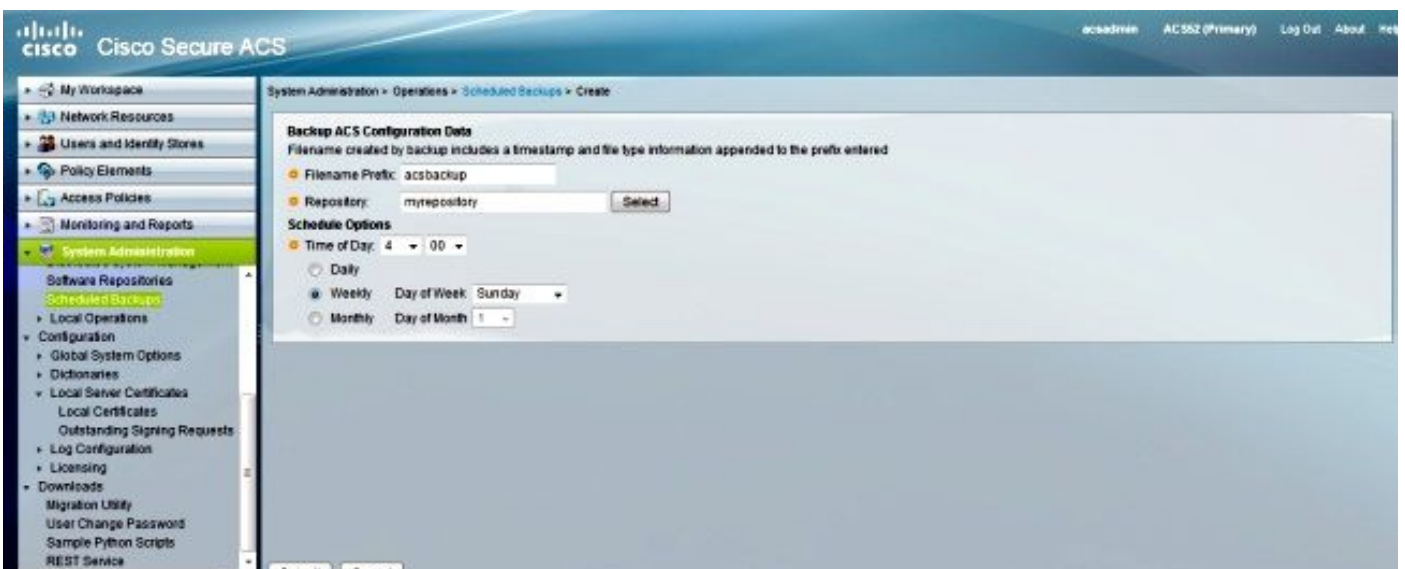 CISCO Cisco Secure ACS
acsadmin ACS52 (Primary) Log Out About
My Workspace
Network Resources
Users and Identity Stores
Policy Elements
Access Policies
Monitoring and Reports
System Administration
Software Repositories
Scheduled Backups
Local Operations
Configuration
Global System Options
Dictionaries
Local Server Certificates
Local Certificates
Outstanding Signing Requests
Log Configuration
Licensing
Downloads
Migration Utility
User Change Password
Sample Python Scripts
REST Service
System Administration > Operations > Scheduled Backups > Create
Backup ACS Configuration Data
Filename created by backup includes a timestamp and file type information appended to the prefix entered
Filename Prefix: acsbackup
Repository: myrepository Select
Schedule Options
Time of Day: 4 00
Daily
Weekly Day of Week Sunday
Monthly Day of Month 1